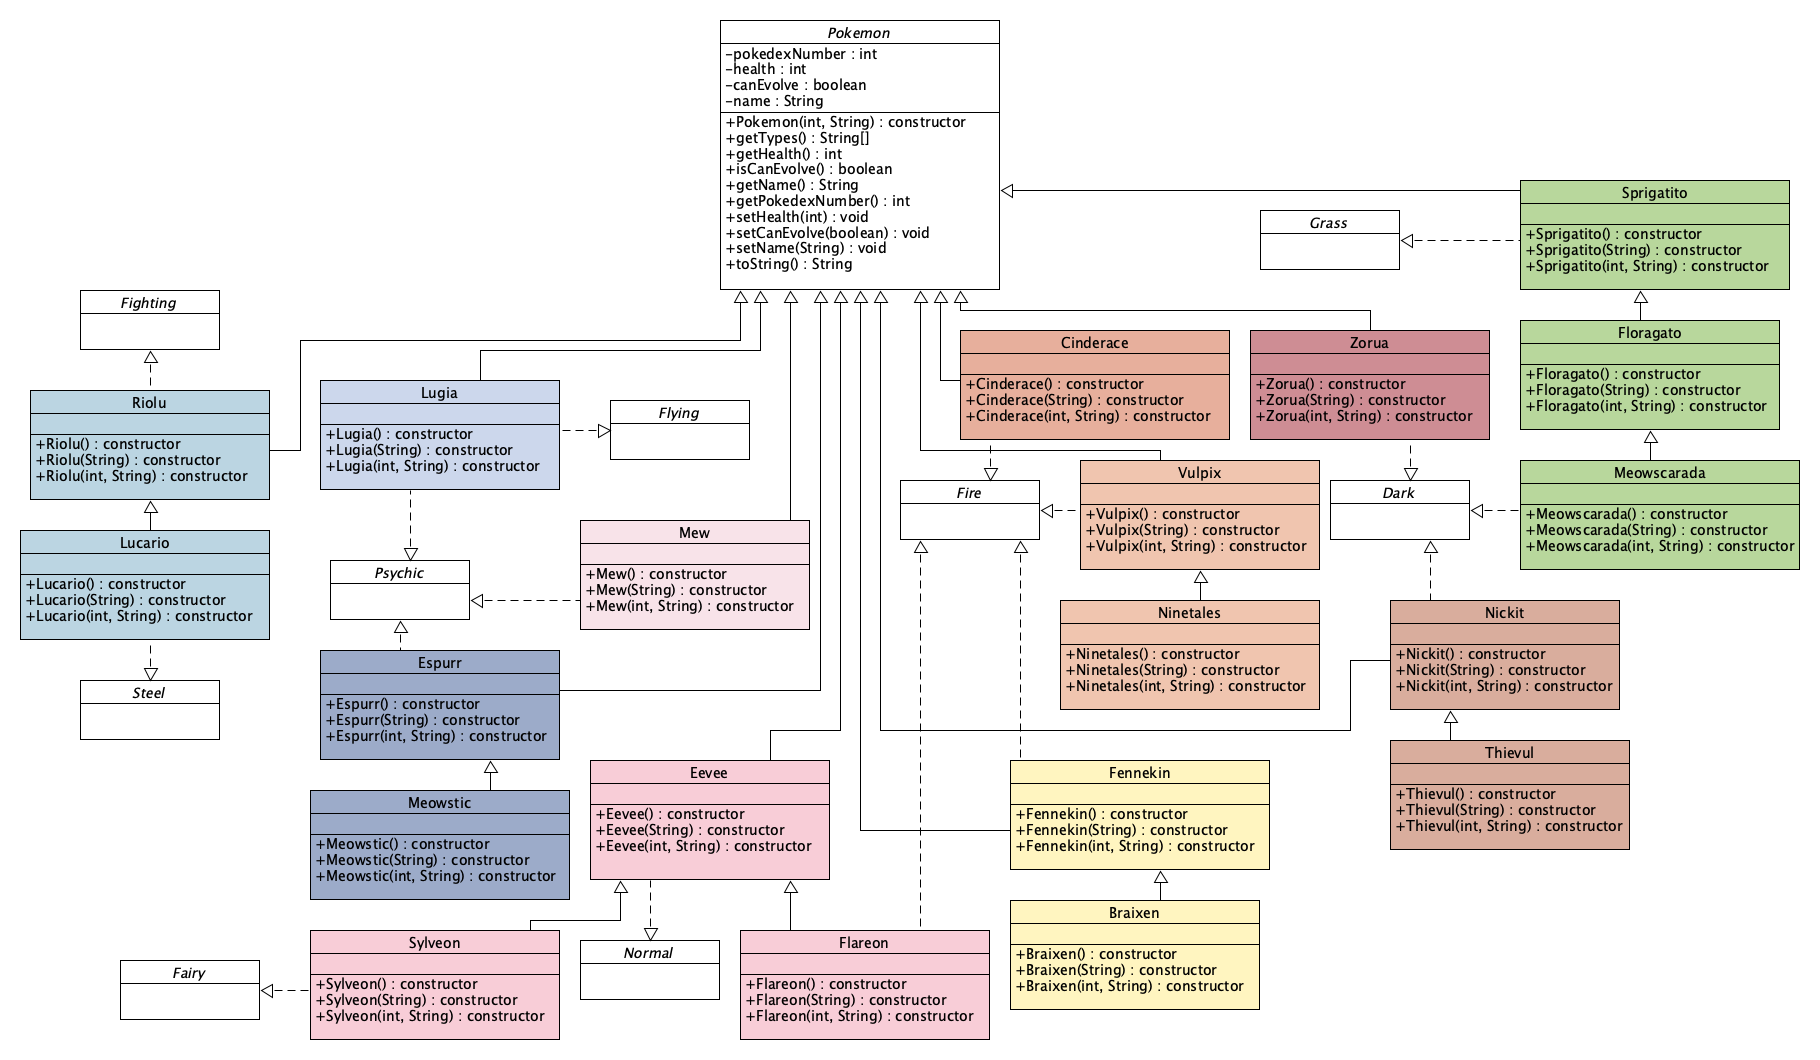 Pokemon
-pokedexNumber : int
-health : int
-canEvolve : boolean
-name : String
+Pokemon(int, String) : constructor
+getTypes() : String[]
+getHealth() : int
+isCanEvolve() : boolean
+getName() : String
+getPokedexNumber() : int
+setHealth(int) : void
+setCanEvolve(boolean) : void
+setName(String) : void
+toString() : String
Sprigatito
+Sprigatito() : constructor
+Sprigatito(String) : constructor
+Sprigatito(int, String) : constructor
Grass
Fighting
Floragato
+Floragato() : constructor
+Floragato(String) : constructor
+Floragato(int, String) : constructor
Cinderace
+Cinderace() : constructor
+Cinderace(String) : constructor
+Cinderace(int, String) : constructor
Zorua
+Zorua() : constructor
+Zorua(String) : constructor
+Zorua(int, String) : constructor
Riolu
+Riolu() : constructor
+Riolu(String) : constructor
+Riolu(int, String) : constructor
Lugia
+Lugia() : constructor
+Lugia(String) : constructor
+Lugia(int, String) : constructor
Flying
Vulpix
+Vulpix() : constructor
+Vulpix(String) : constructor
+Vulpix(int, String) : constructor
Meowscarada
+Meowscarada() : constructor
+Meowscarada(String) : constructor
+Meowscarada(int, String) : constructor
Fire
Dark
Lucario
+Lucario() : constructor
+Lucario(String) : constructor
+Lucario(int, String) : constructor
Mew
+Mew() : constructor
+Mew(String) : constructor
+Mew(int, String) : constructor
Psychic
Ninetales
+Ninetales() : constructor
+Ninetales(String) : constructor
+Ninetales(int, String) : constructor
Nickit
+Nickit() : constructor
+Nickit(String) : constructor
+Nickit(int, String) : constructor
Steel
Espurr
+Espurr() : constructor
+Espurr(String) : constructor
+Espurr(int, String) : constructor
Thievul
+Thievul() : constructor
+Thievul(String) : constructor
+Thievul(int, String) : constructor
Eevee
+Eevee() : constructor
+Eevee(String) : constructor
+Eevee(int, String) : constructor
Fennekin
+Fennekin() : constructor
+Fennekin(String) : constructor
+Fennekin(int, String) : constructor
Meowstic
+Meowstic() : constructor
+Meowstic(String) : constructor
+Meowstic(int, String) : constructor
Braixen
+Braixen() : constructor
+Braixen(String) : constructor
+Braixen(int, String) : constructor
Sylveon
+Sylveon() : constructor
+Sylveon(String) : constructor
+Sylveon(int, String) : constructor
Normal
Flareon
+Flareon() : constructor
+Flareon(String) : constructor
+Flareon(int, String) : constructor
Fairy